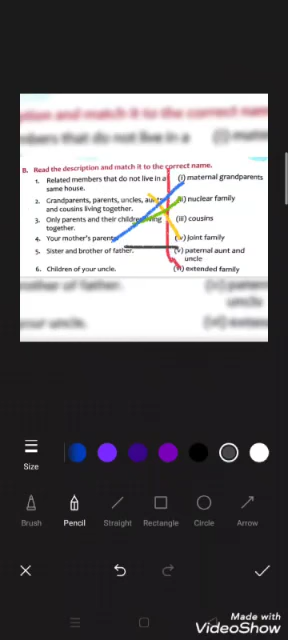 B. Read the description and match it to the correct name.
1. Related members that do not live in a (i) maternal grandparents
same house.
2. Grandparents, parents, uncles, aunts (ii) nuclear family
and cousins living together.
3. Only parents and their children living (iii) cousins
together.
4. Your mother's parents. (iv) joint family
5. Sister and brother of father. (v) paternal aunt and
uncle
6. Children of your uncle. (vi) extended family
Size
Brush
Pencil
Straight
Rectangle
Circle
Arrow
Made with
VideoShow